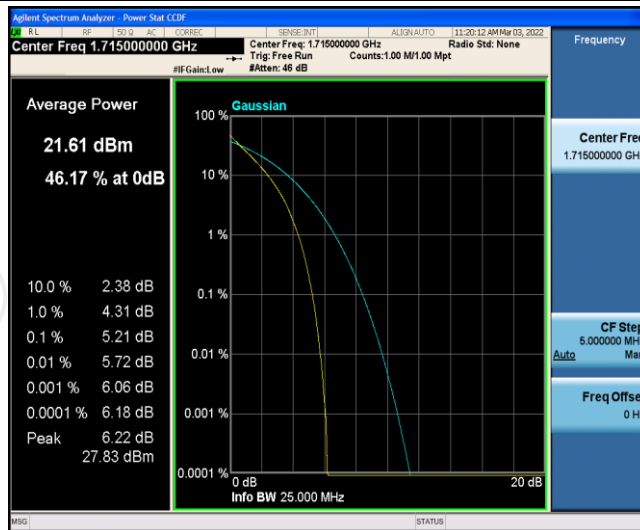 Agilent Spectrum Analyzer - Power Stat CCDF
RL RF 50 Ω AC CORREC SENSE:INT ALIGN AUTO 11:20:12 AM Mar 03, 2022
Center Freq 1.715000000 GHz
Center Freq: 1.715000000 GHz Radio Std: None
Trig: Free Run Counts:1.00 M/1.00 Mpt
#IFGain:Low #Atten: 46 dB
Frequency
Average Power
21.61 dBm
46.17 % at 0dB
10.0 % 2.38 dB
1.0 % 4.31 dB
0.1 % 5.21 dB
0.01 % 5.72 dB
0.001 % 6.06 dB
0.0001 % 6.18 dB
Peak 6.22 dB
27.83 dBm
Gaussian
100 %
10 %
1 %
0.1 %
0.01 %
0.001 %
0.0001 %
0 dB 20 dB
Info BW 25.000 MHz
Center Fre
1.715000000 GH
CF Step
5.000000 MH
Auto Ma
Freq Offse
0 H
MSG STATUS